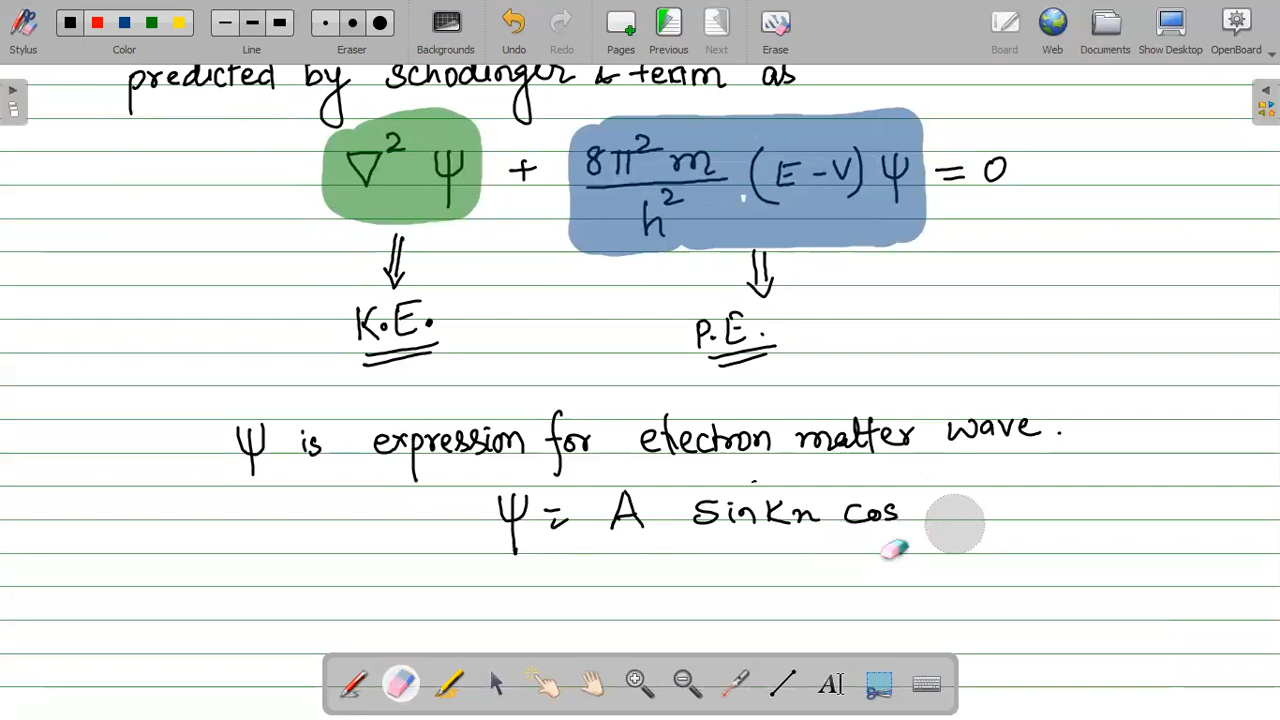 Stylus Color Line Eraser Backgrounds Undo Redo Pages Previous Next Erase Board Web Documents Show Desktop OpenBoard
predicted by schodinger's term as
∇² ψ + 8π²m/h² (E-V) ψ = 0
K.E. P.E.
ψ is expression for electron matter wave.
ψ = A sinKx cos